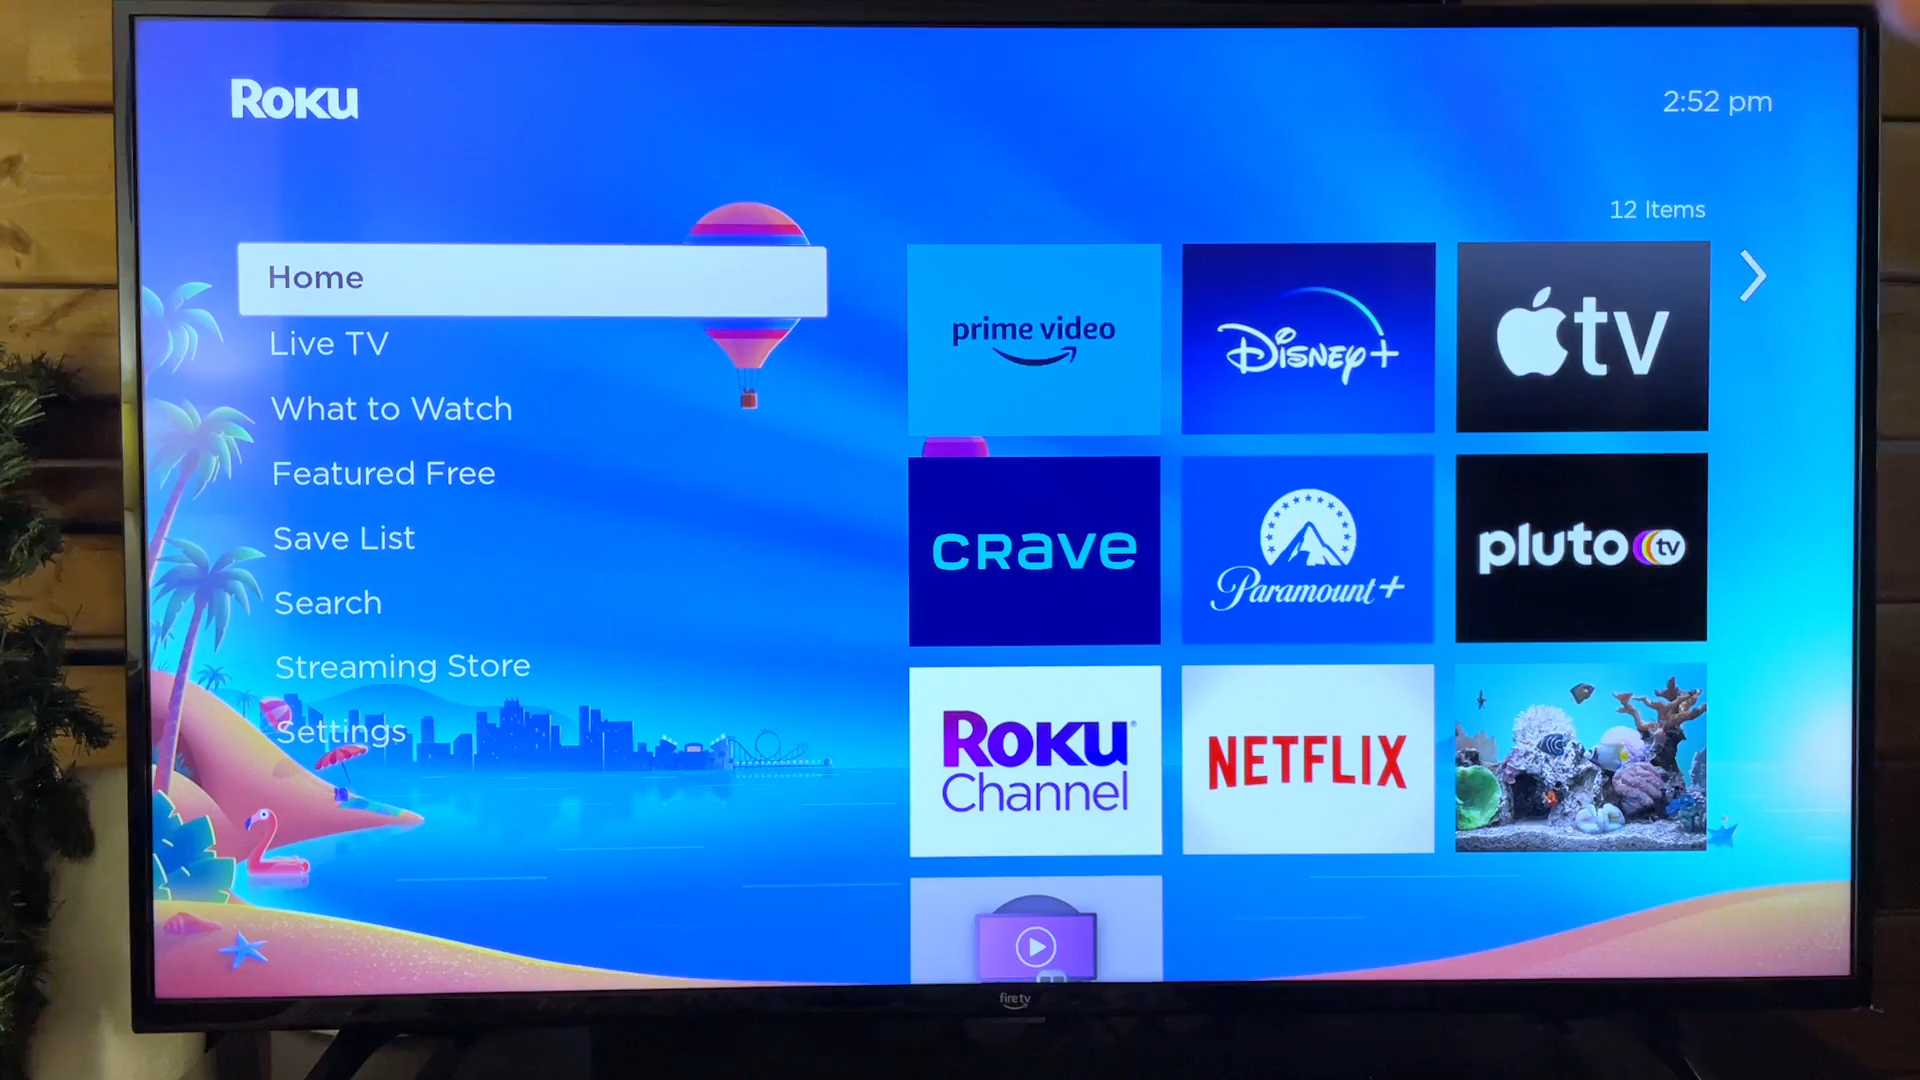 ROKU
2:52 pm
12 Items
Home
Live TV
What to Watch
Featured Free
Save List
Search
Streaming Store
Settings
prime video
Disney+
tv
CRAVE
Paramount+
pluto tv
ROKU
Channel
NETFLIX
fire tv